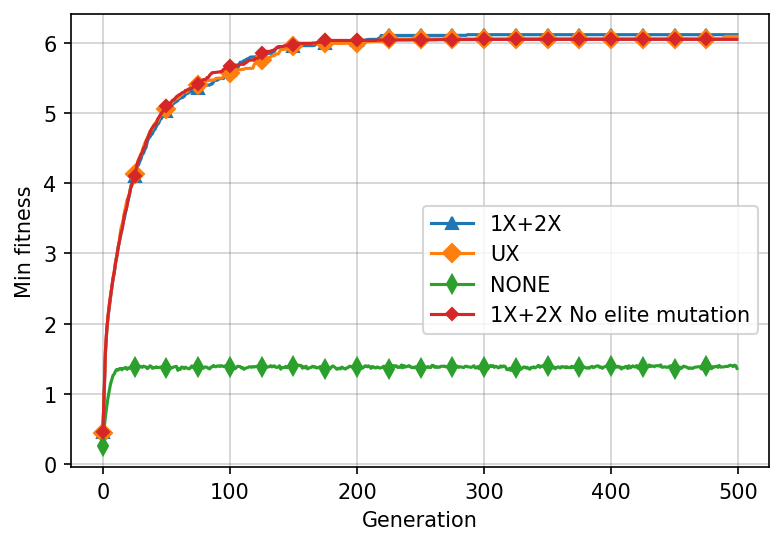 6
5
4
3
2
1
0
Min fitness
1X+2X
UX
NONE
1X+2X No elite mutation
0 100 200 300 400 500
Generation